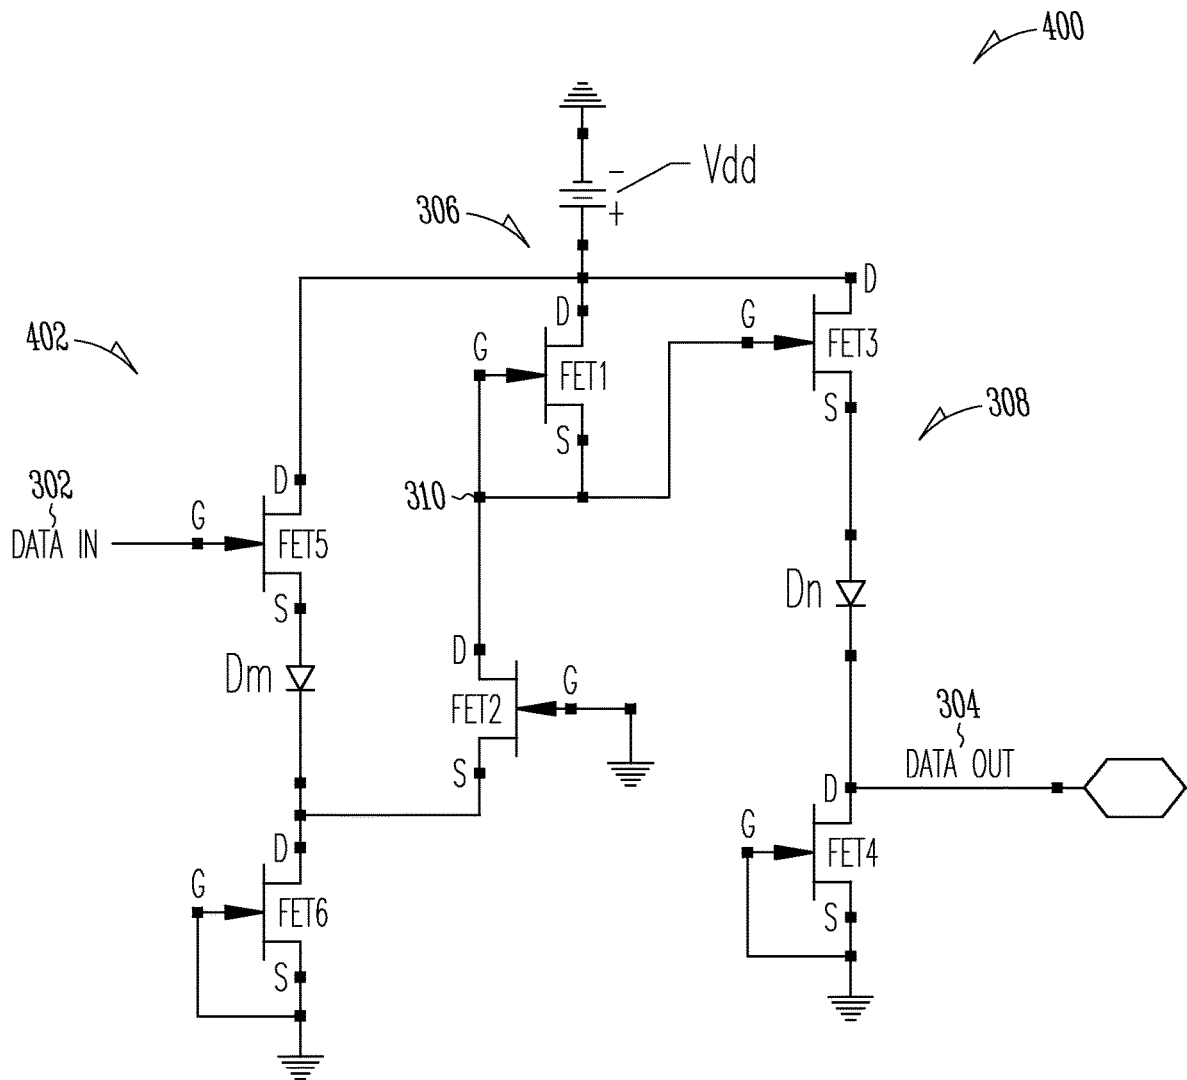 400
Vdd
-
+
306
D
D
G
402
G
FET3
G
FET1
S
308
S
D
310
302
G
DATA IN
FET5
Dn
S
D
Dm
G
FET2
304
S
DATA OUT
D
G
D
FET4
G
FET6
S
S